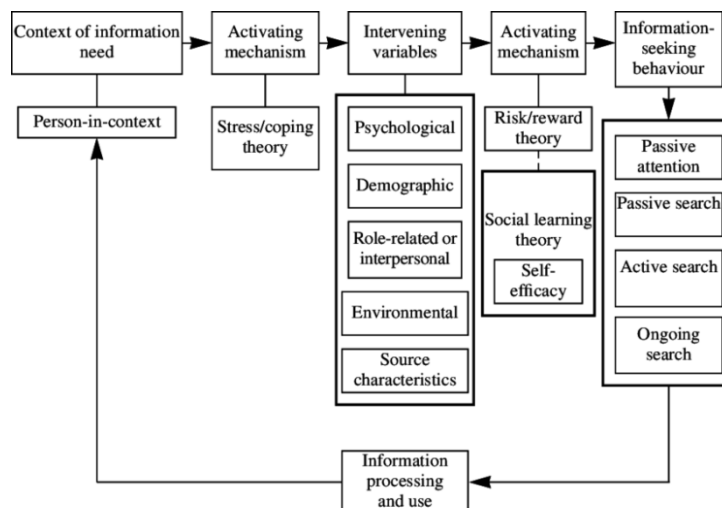 Context of information
need
Activating
mechanism
Intervening
variables
Activating
mechanism
Information-
seeking
behaviour
Person-in-context
Stress/coping
theory
Psychological
Demographic
Role-related or
interpersonal
Environmental
Source
characteristics
Risk/reward
theory
Social learning
theory
Self-
efficacy
Passive
attention
Passive search
Active search
Ongoing
search
Information
processing
and use